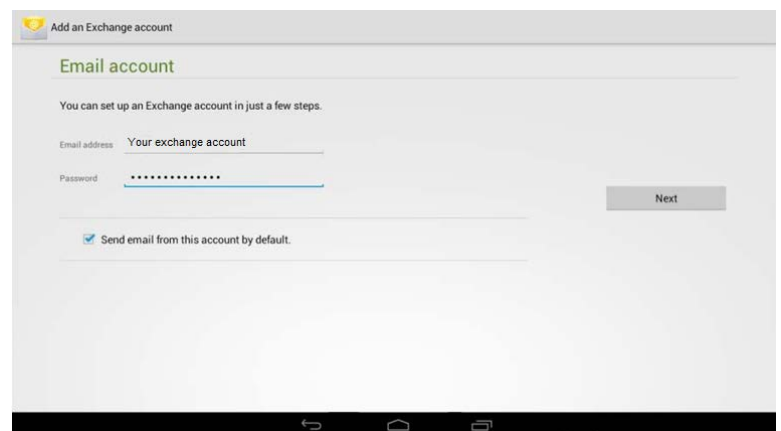 Add an Exchange account
Email account
You can set up an Exchange account in just a few steps.
Email address Your exchange account
Password ••••••••••••••
Next
Send email from this account by default.